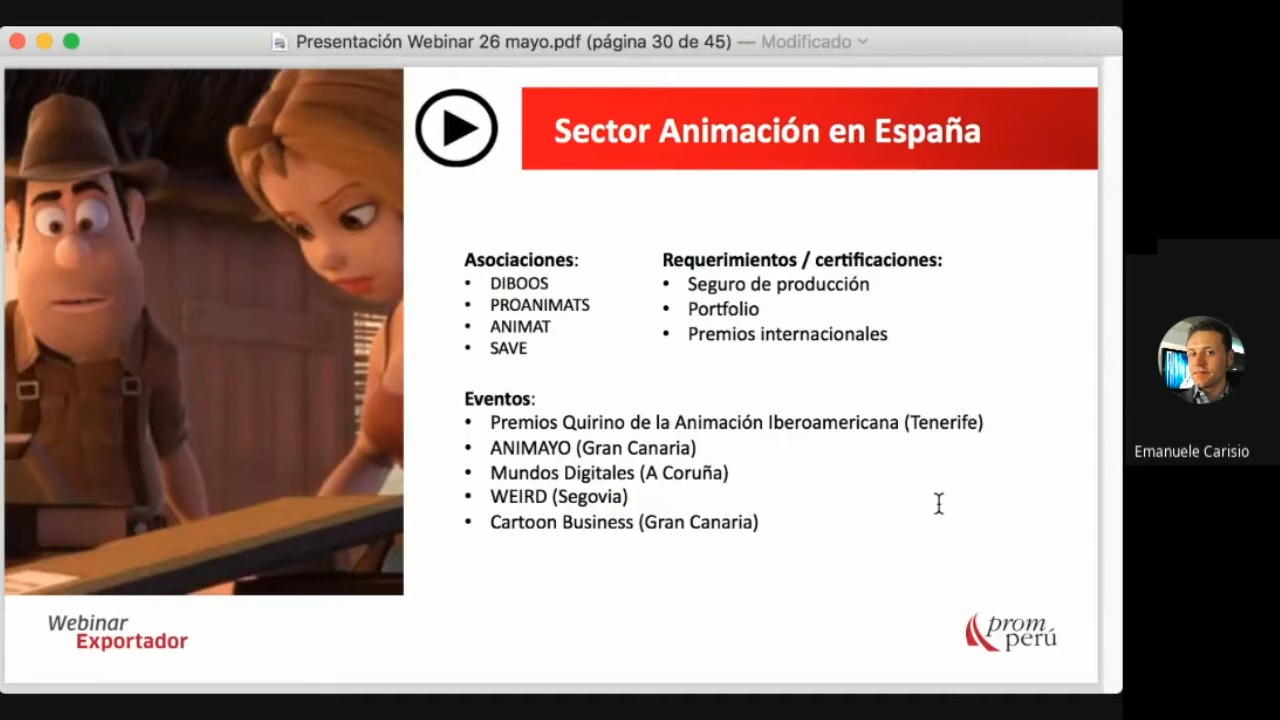 Presentación Webinar 26 mayo.pdf (página 30 de 45) — Modificado
Sector Animación en España
Asociaciones:
• DIBOOS
• PROANIMATS
• ANIMAT
• SAVE
Requerimientos / certificaciones:
• Seguro de producción
• Portfolio
• Premios internacionales
Eventos:
• Premios Quirino de la Animación Iberoamericana (Tenerife)
• ANIMAYO (Gran Canaria)
• Mundos Digitales (A Coruña)
• WEIRD (Segovia)
• Cartoon Business (Gran Canaria)
Webinar
Exportador
prom
perú
Emanuele Carisio